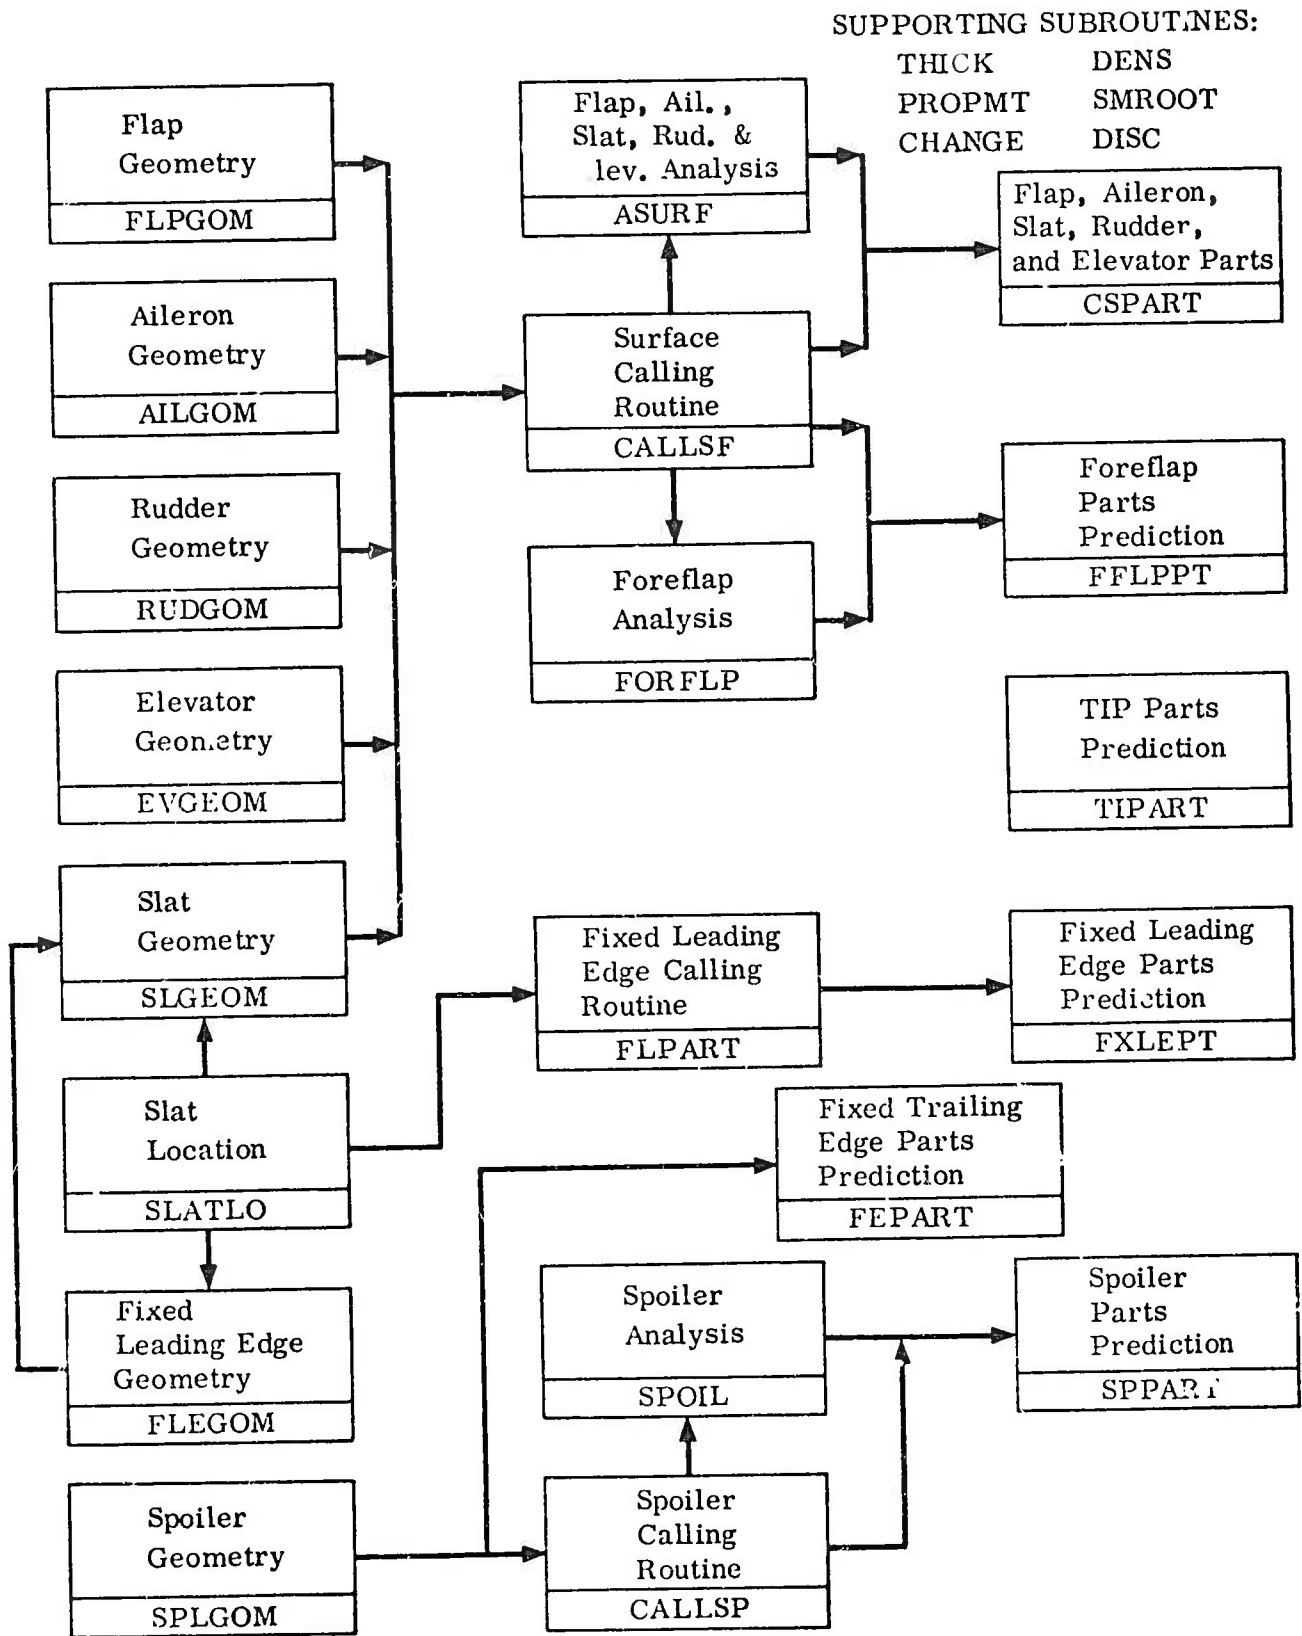 SUPPORTING SUBROUTINES:
THICK DENS
PROPMT SMROOT
CHANGE DISC
Flap
Geometry
FLPGOM
Aileron
Geometry
AILGOM
Rudder
Geometry
RUDGOM
Elevator
Geometry
EVGEOM
Slat
Geometry
SLGEOM
Slat
Location
SLATLO
Fixed
Leading Edge
Geometry
FLEGOM
Spoiler
Geometry
SPLGOM
Flap, Ail.,
Slat, Rud. &
lev. Analysis
ASURF
Surface
Calling
Routine
CALLSF
Foreflap
Analysis
FORFLP
Flap, Aileron,
Slat, Rudder,
and Elevator Parts
CSPART
Foreflap
Parts
Prediction
FFLPPT
TIP Parts
Prediction
TIPART
Fixed Leading
Edge Calling
Routine
FLPART
Fixed Leading
Edge Parts
Prediction
FXLEPT
Fixed Trailing
Edge Parts
Prediction
FEPART
Spoiler
Analysis
SPOIL
Spoiler
Calling
Routine
CALLSP
Spoiler
Parts
Prediction
SPPART